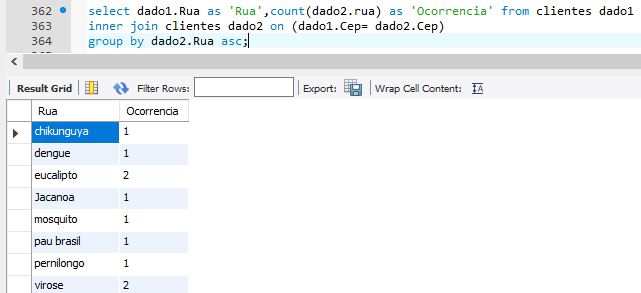 362 select dado1.Rua as 'Rua',count(dado2.rua) as 'Ocorrencia' from clientes dado1
363 inner join clientes dado2 on (dado1.Cep= dado2.Cep)
364 group by dado2.Rua asc;
Result Grid Filter Rows: Export: Wrap Cell Content: IA
Rua Ocorrencia
chikunguya 1
dengue 1
eucalipto 2
Jacanoa 1
mosquito 1
pau brasil 1
pernilongo 1
virose 2